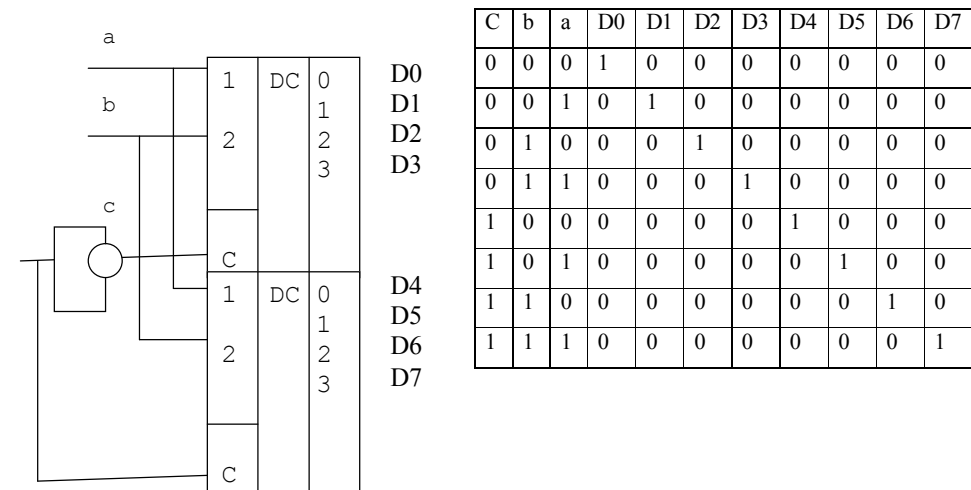 a
b
c
1 DC 0
1
2 2
3
C
D0
D1
D2
D3
1 DC 0
1
2 2
3
C
D4
D5
D6
D7
C b a D0 D1 D2 D3 D4 D5 D6 D7
0 0 0 1 0 0 0 0 0 0 0
0 0 1 0 1 0 0 0 0 0 0
0 1 0 0 0 1 0 0 0 0 0
0 1 1 0 0 0 1 0 0 0 0
1 0 0 0 0 0 0 1 0 0 0
1 0 1 0 0 0 0 0 1 0 0
1 1 0 0 0 0 0 0 0 1 0
1 1 1 0 0 0 0 0 0 0 1